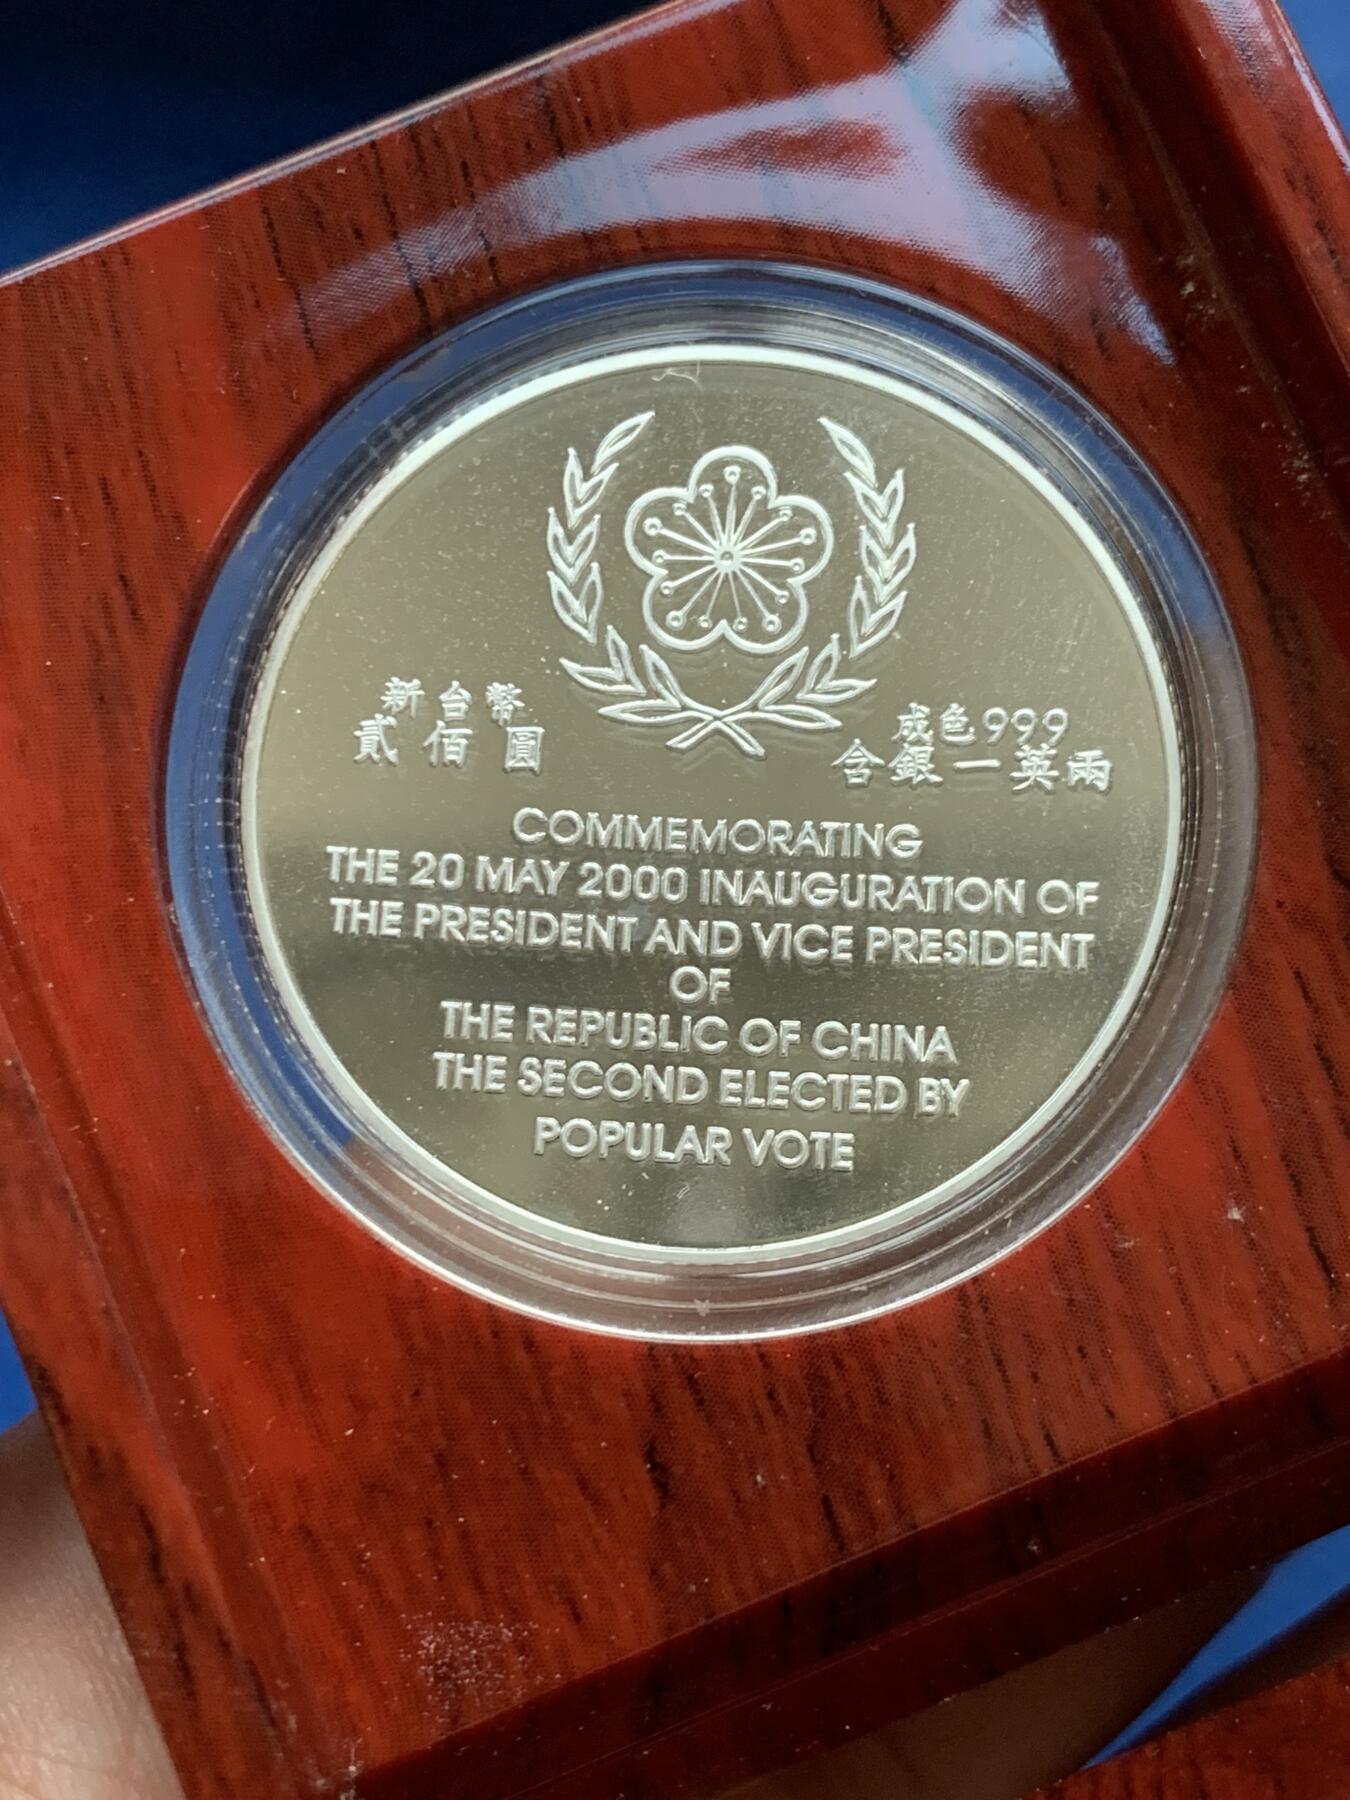 新台幣
貳佰圓
成色999
含銀一英兩
COMMEMORATING
THE 20 MAY 2000 INAUGURATION OF
THE PRESIDENT AND VICE PRESIDENT
OF
THE REPUBLIC OF CHINA
THE SECOND ELECTED BY
POPULAR VOTE